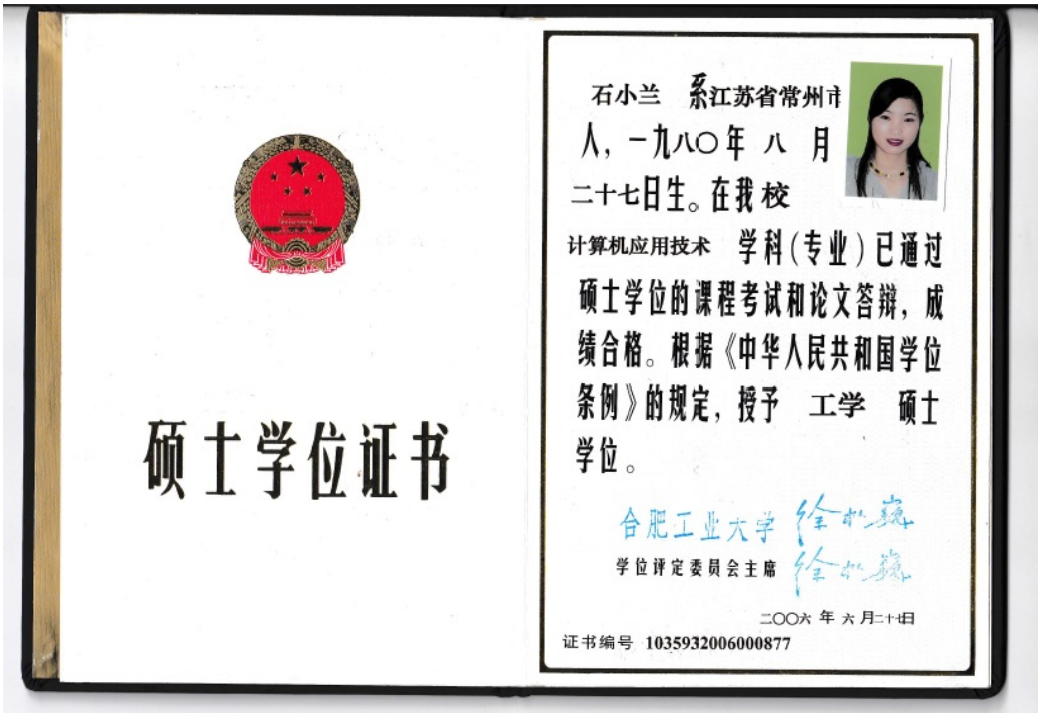 硕士学位证书
石小兰 系江苏省常州市
人，一九八〇年 八 月
二十七日生。在我校
计算机应用技术 学科(专业)已通过
硕士学位的课程考试和论文答辩，成
绩合格。根据《中华人民共和国学位
条例》的规定，授予 工学 硕士
学位。
合肥工业大学
学位评定委员会主席
二〇〇六 年 六 月二十七日
证书编号 1035932006000877